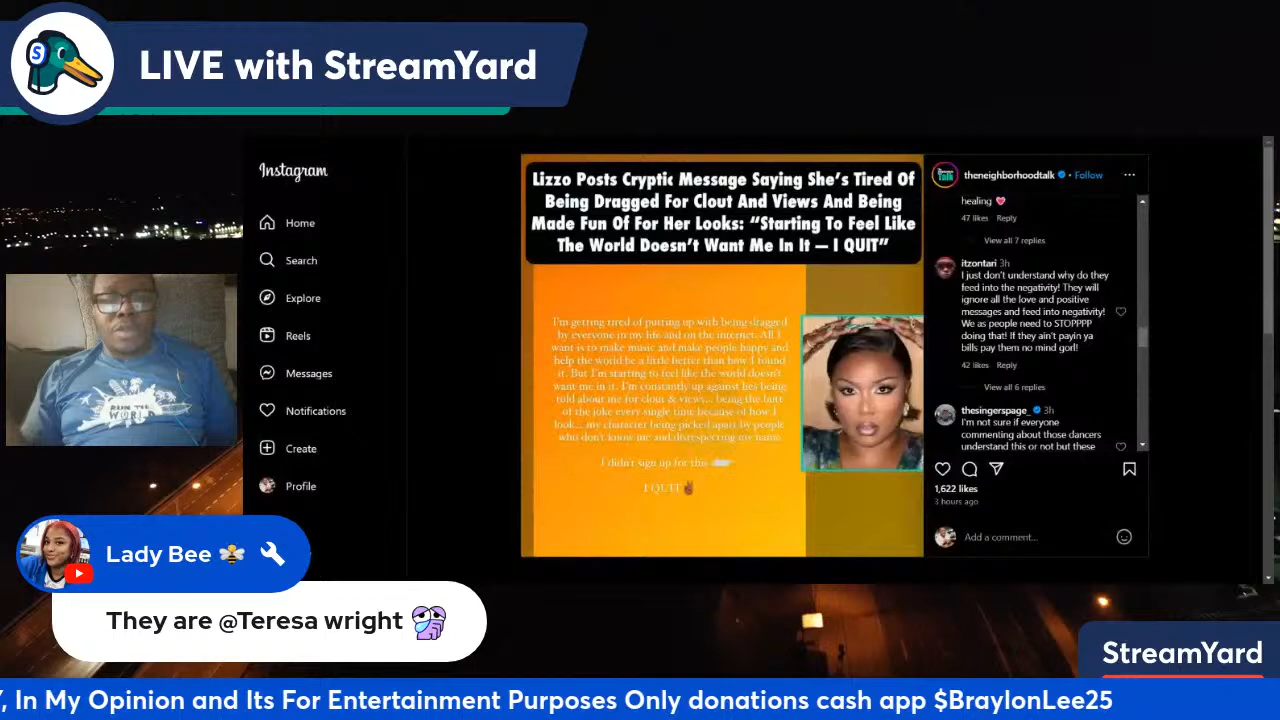 LIVE with StreamYard
Instagram
Home
Search
Explore
Reels
Messages
Notifications
Create
Profile
Lizzo Posts Cryptic Message Saying She's Tired Of
Being Dragged For Clout And Views And Being
Made Fun Of For Her Looks: “Starting To Feel Like
The World Doesn't Want Me In It — I QUIT”
I'm getting tired of putting up with being dragged
by everyone in my life and on the internet. All I
want is to make music and make people happy and
help the world be a little better than how I found
it. But I'm starting to feel like the world doesn't
want me in it. I'm constantly up against lies being
told about me for clout & views... being the butt
of the joke every single time because of how I
look... my character being picked apart by people
who don't know me and disrespecting my name.
I didn't sign up for this
I QUIT ✌🏾
theneighborhoodtalk • Follow
healing 💗
47 likes Reply
View all 7 replies
itzontari 3h
I just don't understand why do they
feed into the negativity! They will
ignore all the love and positive
messages and feed into negativity!
We as people need to STOPPPP
doing that! If they ain't payin ya
bills pay them no mind gorl!
42 likes Reply
View all 6 replies
thesingerspage_ 3h
I'm not sure if everyone
commenting about those dancers
understand this or not but these
1,622 likes
3 hours ago
Add a comment...
Lady Bee 🐝
They are @Teresa wright
RUN THE
WORLD
StreamYard
, In My Opinion and Its For Entertainment Purposes Only donations cash app $BraylonLee25